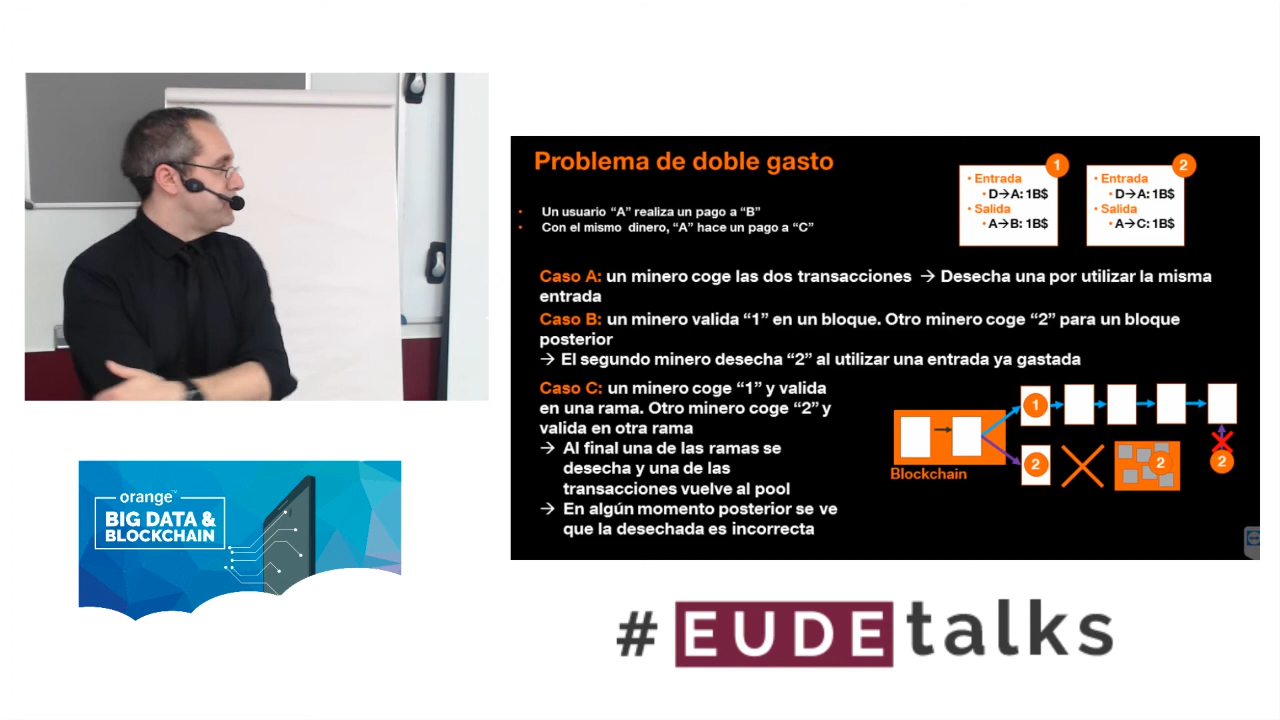 Problema de doble gasto
• Un usuario “A” realiza un pago a “B”
• Con el mismo dinero, “A” hace un pago a “C”
1
• Entrada
• D→A: 1B$
• Salida
• A→B: 1B$
2
• Entrada
• D→A: 1B$
• Salida
• A→C: 1B$
Caso A: un minero coge las dos transacciones → Desecha una por utilizar la misma
entrada
Caso B: un minero valida “1” en un bloque. Otro minero coge “2” para un bloque
posterior
→ El segundo minero desecha “2” al utilizar una entrada ya gastada
Caso C: un minero coge “1” y valida
en una rama. Otro minero coge “2” y
valida en otra rama
→ Al final una de las ramas se
desecha y una de las
transacciones vuelve al pool
→ En algún momento posterior se ve
que la desechada es incorrecta
1
2
2
2
Blockchain
orange™
BIG DATA &
BLOCKCHAIN
# EUDE talks